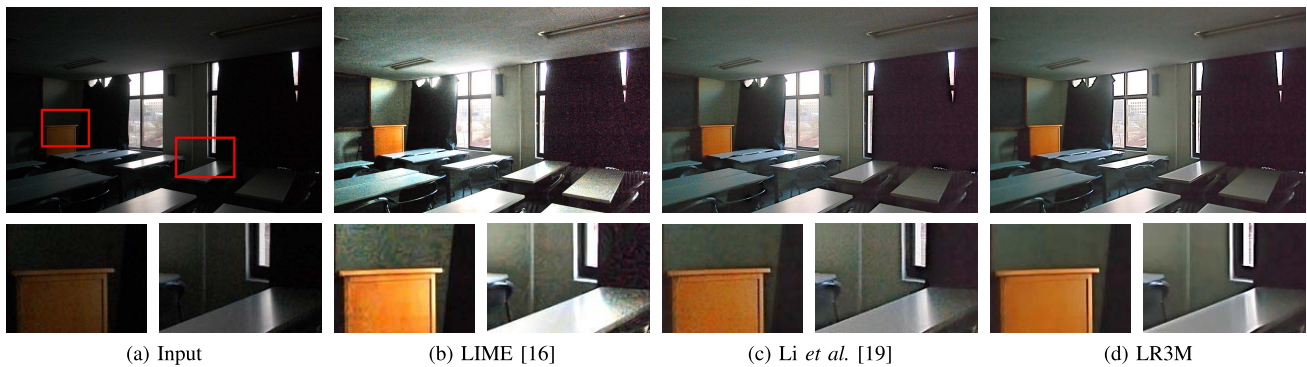 (a) Input
(b) LIME [16]
(c) Li et al. [19]
(d) LR3M